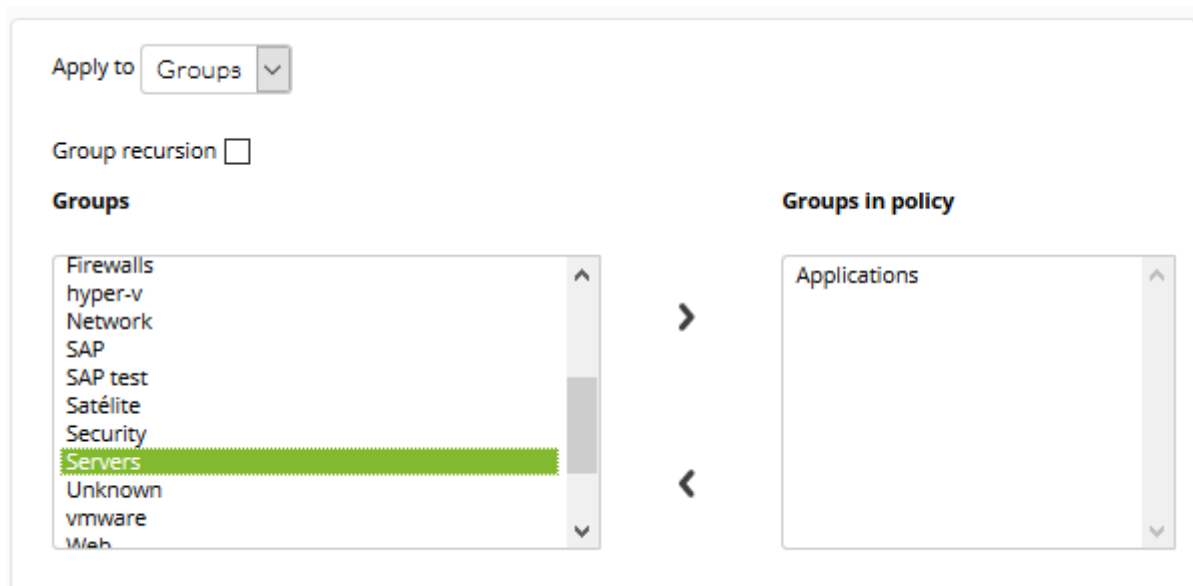 Apply to Groups
Group recursion
Groups
Groups in policy
Firewalls
hyper-v
Network
SAP
SAP test
Satélite
Security
Servers
Unknown
vmware
Web
Applications